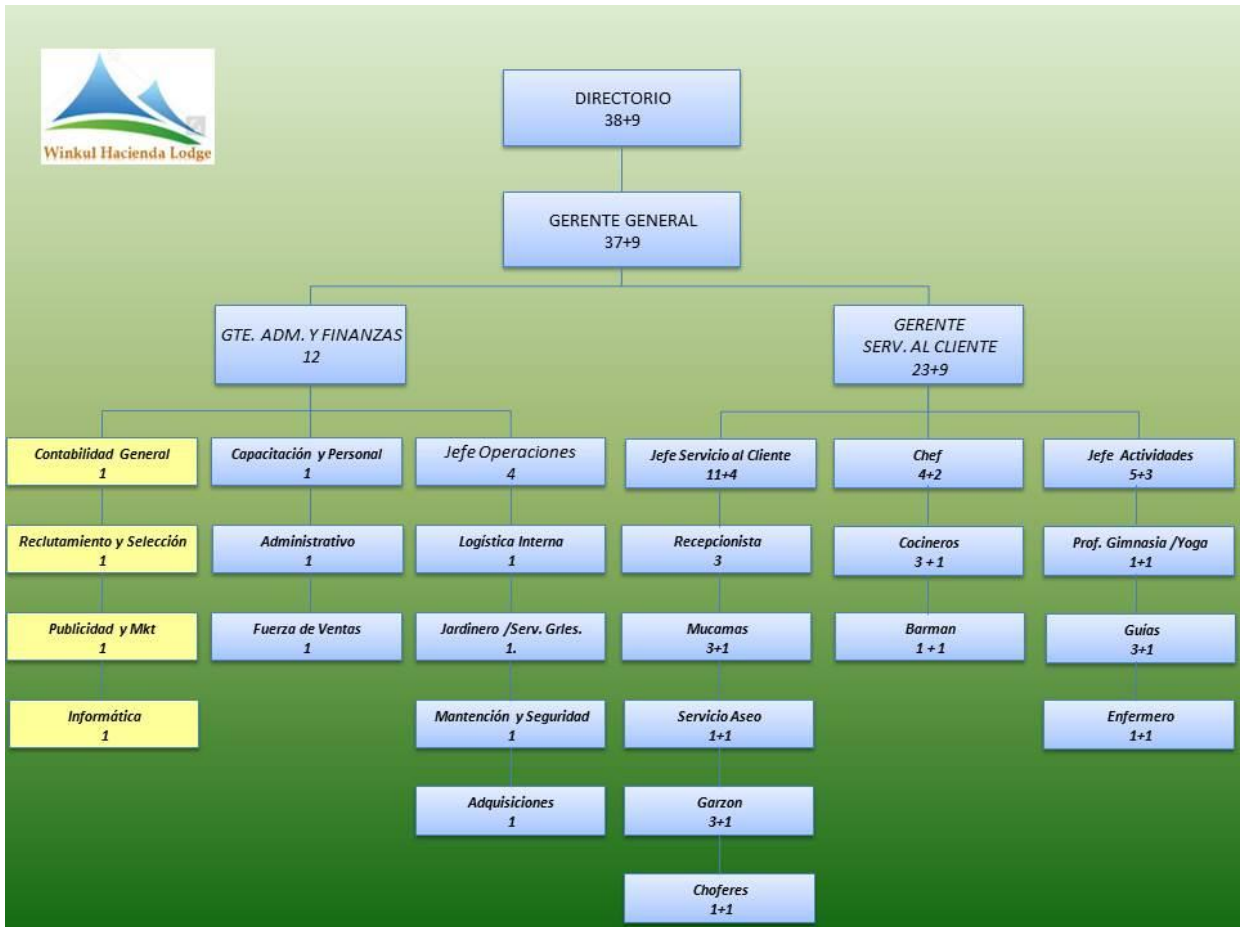 Winkul Hacienda Lodge
DIRECTORIO
38+9
GERENTE GENERAL
37+9
GTE. ADM. Y FINANZAS
12
GERENTE
SERV. AL CLIENTE
23+9
Contabilidad General
1
Reclutamiento y Selección
1
Publicidad y Mkt
1
Informática
1
Capacitación y Personal
1
Administrativo
1
Fuerza de Ventas
1
Jefe Operaciones
4
Logística Interna
1
Jardinero /Serv. Grles.
1.
Mantención y Seguridad
1
Adquisiciones
1
Jefe Servicio al Cliente
11+4
Recepcionista
3
Mucamas
3+1
Servicio Aseo
1+1
Garzon
3+1
Choferes
1+1
Chef
4+2
Cocineros
3 + 1
Barman
1 + 1
Jefe Actividades
5+3
Prof. Gimnasia /Yoga
1+1
Guías
3+1
Enfermero
1+1